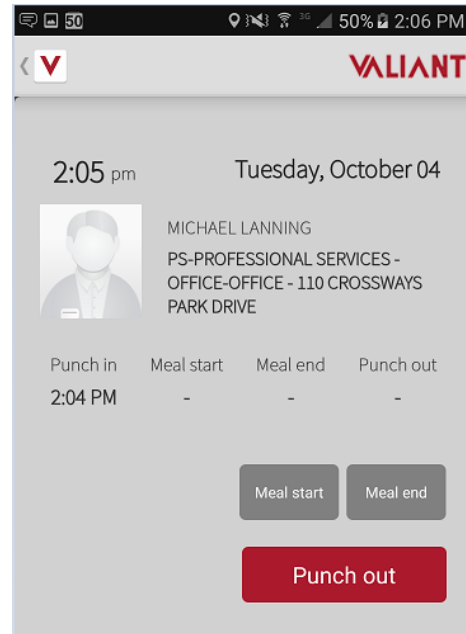 50 3G 50% 2:06 PM
V VALIANT
2:05 pm Tuesday, October 04
MICHAEL LANNING
PS-PROFESSIONAL SERVICES -
OFFICE-OFFICE - 110 CROSSWAYS
PARK DRIVE
Punch in Meal start Meal end Punch out
2:04 PM - - -
Meal start Meal end
Punch out